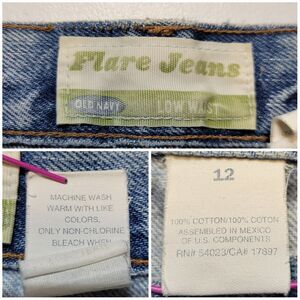 Flare Jeans
OLD NAVY LOW WAIST
MACHINE WASH
WARM WITH LIKE
COLORS,
ONLY NON-CHLORINE
BLEACH WHEN
12
100% COTTON/100% COTON
ASSEMBLED IN MEXICO
OF U.S. COMPONENTS
RN# 54023/CA# 17897